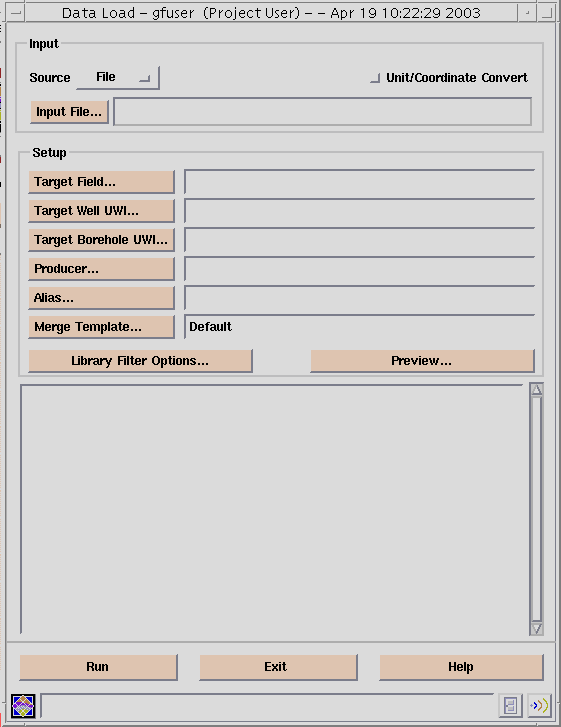 Data Load – gfuser (Project User) – – Apr 19 10:22:29 2003
Input
Source File Unit/Coordinate Convert
Input File...
Setup
Target Field...
Target Well UWI...
Target Borehole UWI...
Producer...
Alias...
Merge Template... Default
Library Filter Options... Preview...
Run Exit Help